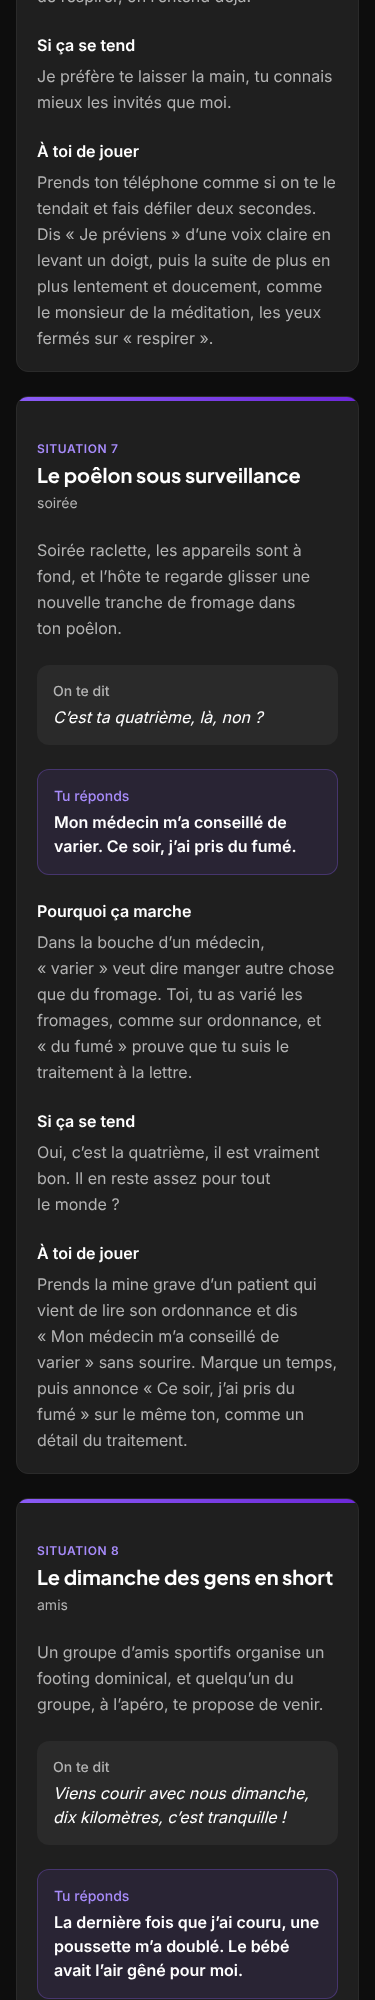 Si ça se tend
Je préfère te laisser la main, tu connais
mieux les invités que moi.
À toi de jouer
Prends ton téléphone comme si on te le
tendait et fais défiler deux secondes.
Dis « Je préviens » d’une voix claire en
levant un doigt, puis la suite de plus en
plus lentement et doucement, comme
le monsieur de la méditation, les yeux
fermés sur « respirer ».
SITUATION 7
Le poêlon sous surveillance
soirée
Soirée raclette, les appareils sont à
fond, et l’hôte te regarde glisser une
nouvelle tranche de fromage dans
ton poêlon.
On te dit
C’est ta quatrième, là, non ?
Tu réponds
Mon médecin m’a conseillé de
varier. Ce soir, j’ai pris du fumé.
Pourquoi ça marche
Dans la bouche d’un médecin,
« varier » veut dire manger autre chose
que du fromage. Toi, tu as varié les
fromages, comme sur ordonnance, et
« du fumé » prouve que tu suis le
traitement à la lettre.
Si ça se tend
Oui, c’est la quatrième, il est vraiment
bon. Il en reste assez pour tout
le monde ?
À toi de jouer
Prends la mine grave d’un patient qui
vient de lire son ordonnance et dis
« Mon médecin m’a conseillé de
varier » sans sourire. Marque un temps,
puis annonce « Ce soir, j’ai pris du
fumé » sur le même ton, comme un
détail du traitement.
SITUATION 8
Le dimanche des gens en short
amis
Un groupe d’amis sportifs organise un
footing dominical, et quelqu’un du
groupe, à l’apéro, te propose de venir.
On te dit
Viens courir avec nous dimanche,
dix kilomètres, c’est tranquille !
Tu réponds
La dernière fois que j’ai couru, une
poussette m’a doublé. Le bébé
avait l’air gêné pour moi.